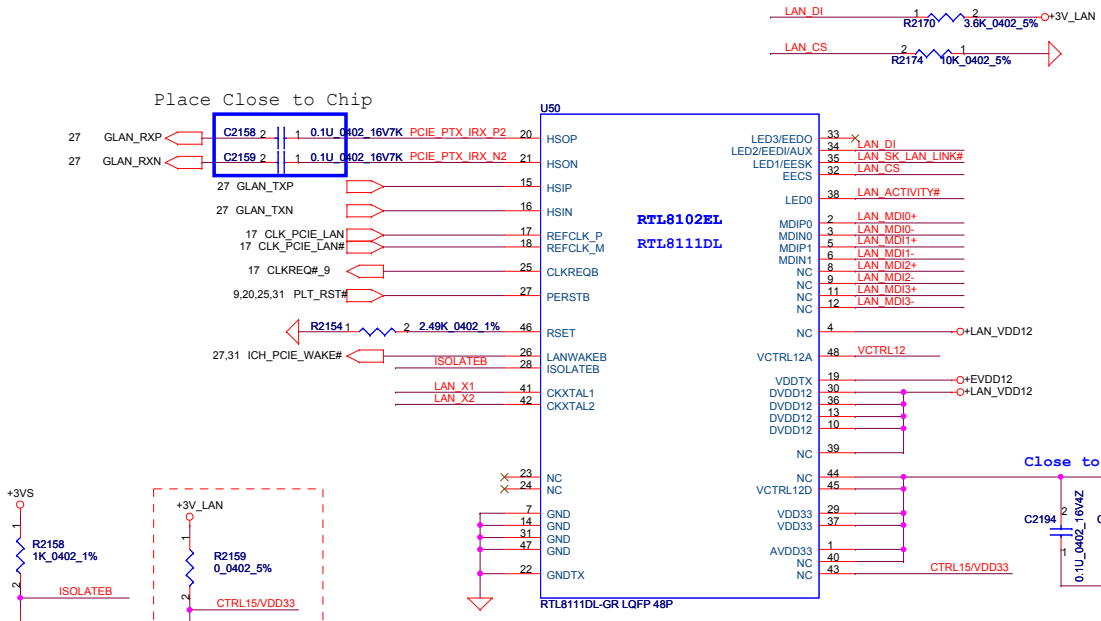 LAN_DI
1
2
R2170
3.6K_0402_5%
+3V_LAN
LAN_CS
2
1
R2174
10K_0402_5%
Place Close to Chip
U50
27 GLAN_RXP
C2158 2 1 0.1U_0402_16V7K PCIE_PTX_IRX_P2 20 HSOP
27 GLAN_RXN
C2159 2 1 0.1U_0402_16V7K PCIE_PTX_IRX_N2 21 HSON
27 GLAN_TXP 15 HSIP
27 GLAN_TXN 16 HSIN
17 CLK_PCIE_LAN 17 REFCLK_P
17 CLK_PCIE_LAN# 18 REFCLK_M
17 CLKREQ#_9 25 CLKREQB
9,20,25,31 PLT_RST# 27 PERSTB
R2154 1 2 2.49K_0402_1% 46 RSET
27,31 ICH_PCIE_WAKE# 26 LANWAKEB
ISOLATEB 28 ISOLATEB
LAN_X1 41 CKXTAL1
LAN_X2 42 CKXTAL2
23 NC
24 NC
7 GND
14 GND
31 GND
47 GND
22 GNDTX
RTL8102EL
RTL8111DL
LED3/EEDO 33
LED2/EEDI/AUX 34 LAN_DI
LED1/EESK 35 LAN_SK_LAN_LINK#
EECS 32 LAN_CS
LED0 38 LAN_ACTIVITY#
MDIP0 2 LAN_MDI0+
MDIN0 3 LAN_MDI0-
MDIP1 5 LAN_MDI1+
MDIN1 6 LAN_MDI1-
NC 8 LAN_MDI2+
NC 9 LAN_MDI2-
NC 11 LAN_MDI3+
NC 12 LAN_MDI3-
NC 4 +LAN_VDD12
VCTRL12A 48 VCTRL12
VDDTX 19 +EVDD12
DVDD12 30 +LAN_VDD12
DVDD12 36
DVDD12 13
DVDD12 10
NC 39
NC 44
VCTRL12D 45
VDD33 29
VDD33 37
AVDD33 1
NC 40
NC 43 CTRL15/VDD33
RTL8111DL-GR LQFP 48P
Close to
C2194
2
1
0.1U_0402_16V4Z
+3VS
1
R2158
1K_0402_1%
2
ISOLATEB
+3V_LAN
1
R2159
0_0402_5%
2
CTRL15/VDD33